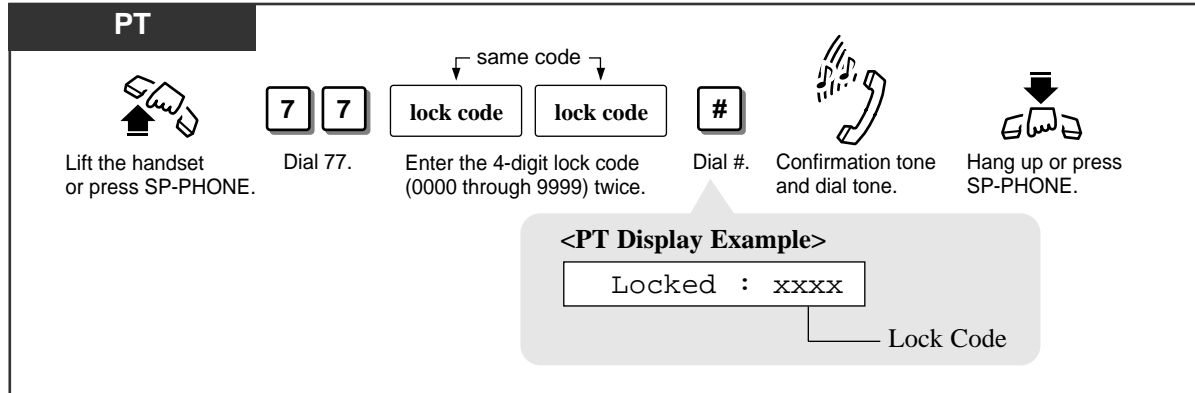 PT
same code
7 7 lock code lock code #
Lift the handset
or press SP-PHONE.
Dial 77.
Enter the 4-digit lock code
(0000 through 9999) twice.
Dial #.
Confirmation tone
and dial tone.
Hang up or press
SP-PHONE.
<PT Display Example>
Locked : xxxx
Lock Code